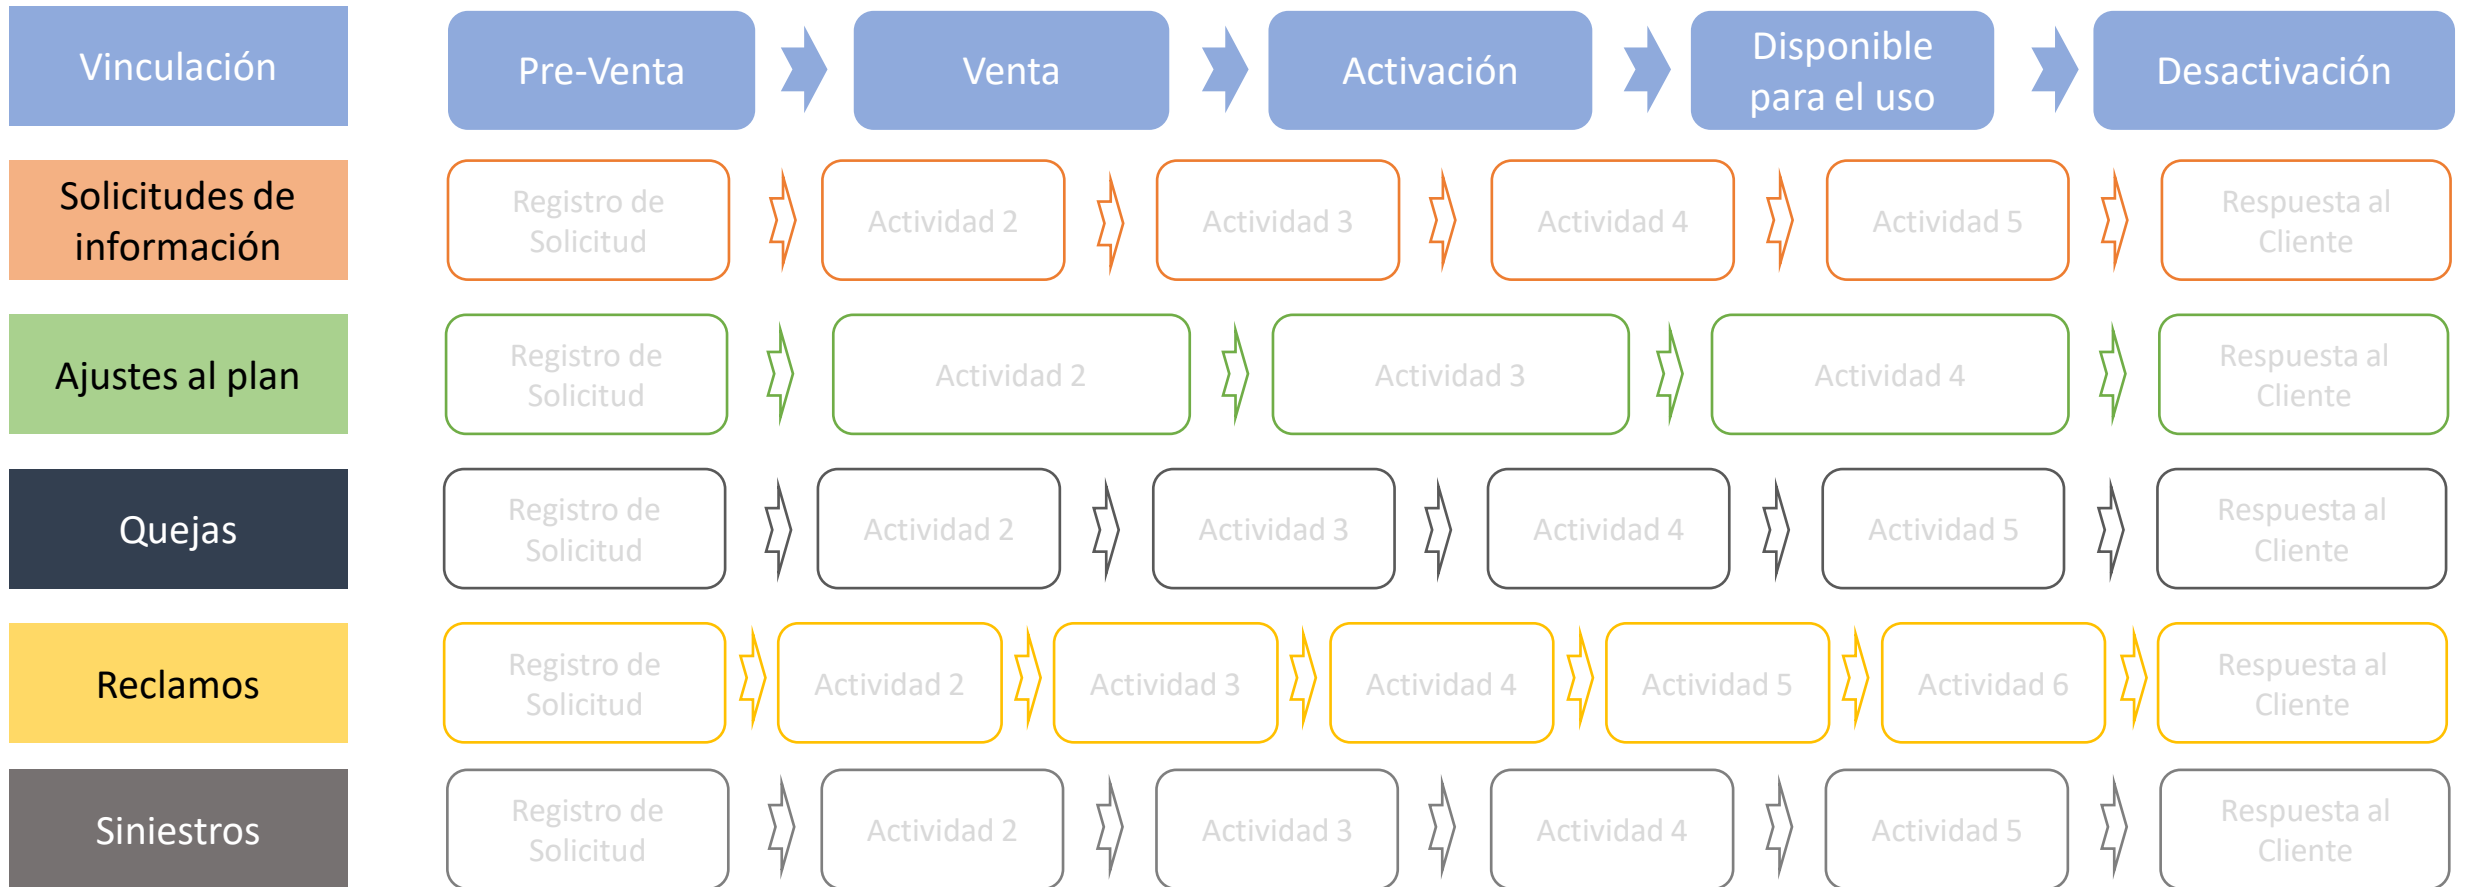 Vinculación
Pre-Venta
Venta
Activación
Disponible
para el uso
Desactivación
Solicitudes de
información
Registro de
Solicitud
Actividad 2
Actividad 3
Actividad 4
Actividad 5
Respuesta al
Cliente
Ajustes al plan
Registro de
Solicitud
Actividad 2
Actividad 3
Actividad 4
Respuesta al
Cliente
Quejas
Registro de
Solicitud
Actividad 2
Actividad 3
Actividad 4
Actividad 5
Respuesta al
Cliente
Reclamos
Registro de
Solicitud
Actividad 2
Actividad 3
Actividad 4
Actividad 5
Actividad 6
Respuesta al
Cliente
Siniestros
Registro de
Solicitud
Actividad 2
Actividad 3
Actividad 4
Actividad 5
Respuesta al
Cliente